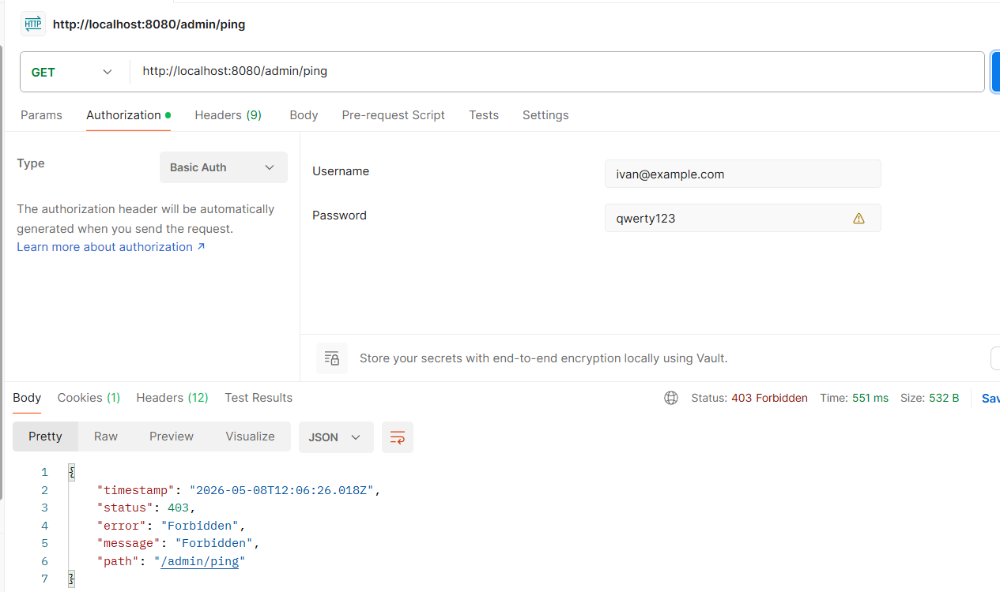 HTTP http://localhost:8080/admin/ping
GET http://localhost:8080/admin/ping
Params Authorization Headers (9) Body Pre-request Script Tests Settings
Type Basic Auth
The authorization header will be automatically
generated when you send the request.
Learn more about authorization ↗
Username ivan@example.com
Password qwerty123
Store your secrets with end-to-end encryption locally using Vault.
Body Cookies (1) Headers (12) Test Results Status: 403 Forbidden Time: 551 ms Size: 532 B Sav
Pretty Raw Preview Visualize JSON
1 {
2 "timestamp": "2026-05-08T12:06:26.018Z",
3 "status": 403,
4 "error": "Forbidden",
5 "message": "Forbidden",
6 "path": "/admin/ping"
7 }